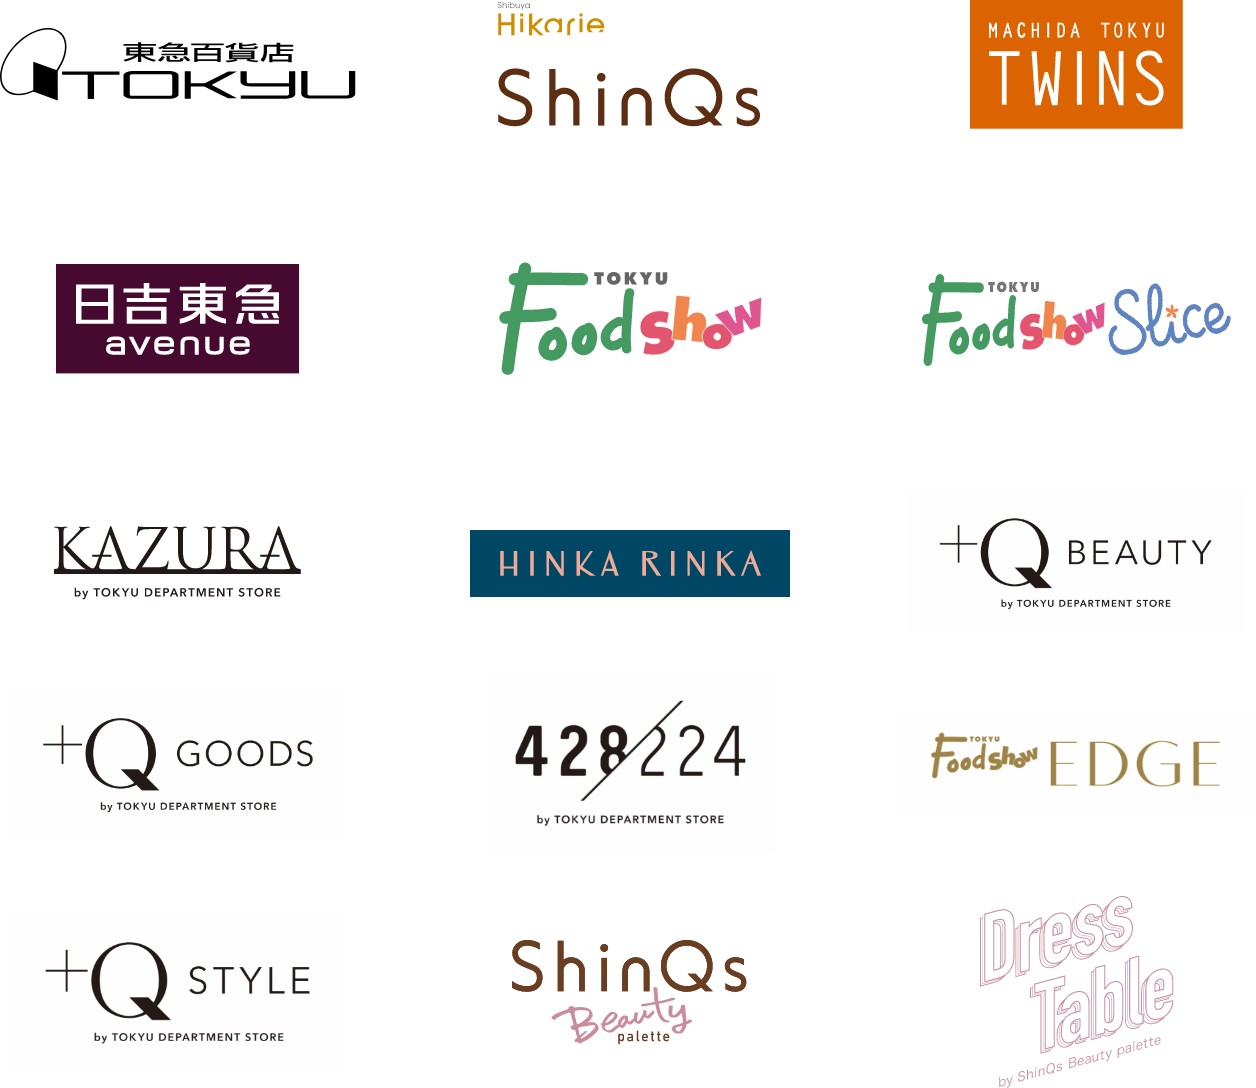 東急百貨店
TOKYU
Shibuya
Hikarie
ShinQs
MACHIDA TOKYU
TWINS
日吉東急
avenue
TOKYU
Foodshow
TOKYU
Foodshow Slice
KAZURA
by TOKYU DEPARTMENT STORE
HINKA RINKA
+Q BEAUTY
by TOKYU DEPARTMENT STORE
+Q GOODS
by TOKYU DEPARTMENT STORE
428/224
by TOKYU DEPARTMENT STORE
TOKYU
Foodshow EDGE
+Q STYLE
by TOKYU DEPARTMENT STORE
ShinQs
Beauty
palette
Dress
Table
by ShinQs Beauty palette